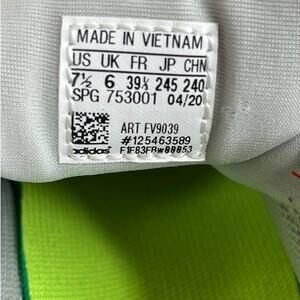 MADE IN VIETNAM
US UK FR JP CHN
7½ 6 39⅓ 245 240
SPG 753001 04/20
ART FV9039
#125463589
adidas